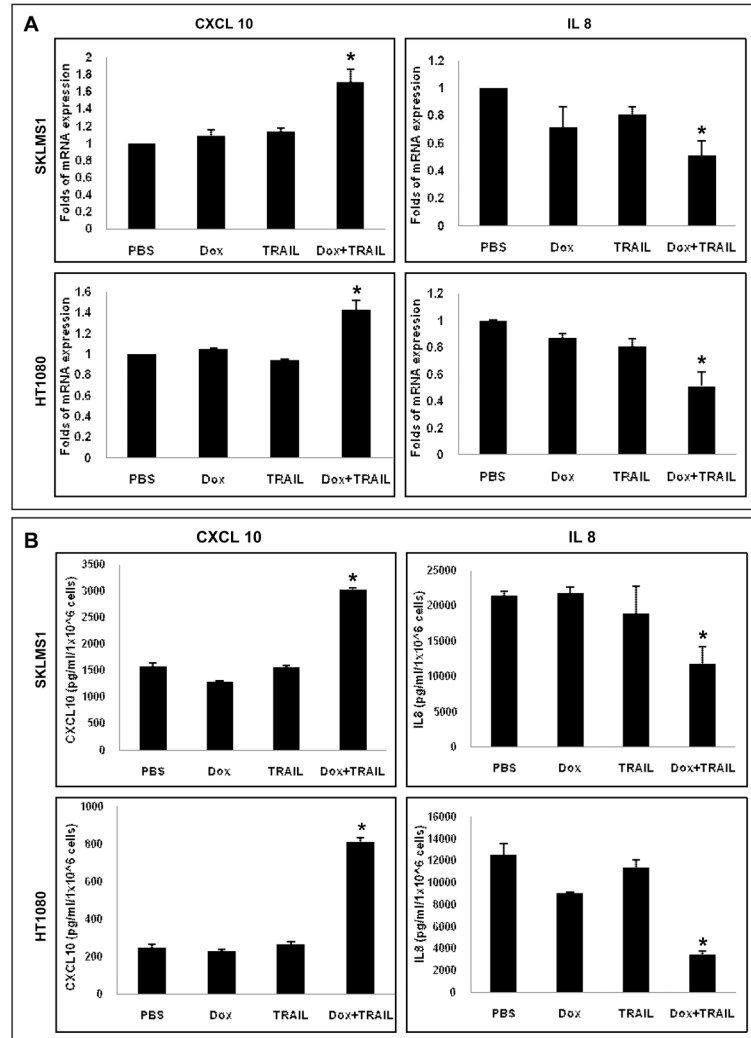 A
CXCL 10
IL 8
SKLMS1
Folds of mRNA expression
2
1.8
1.6
1.4
1.2
1
0.8
0.6
0.4
0.2
0
*
PBS Dox TRAIL Dox+TRAIL
Folds of mRNA expression
1.2
1
0.8
0.6
0.4
0.2
0
*
PBS Dox TRAIL Dox+TRAIL
HT1080
Folds of mRNA expression
1.6
1.4
1.2
1
0.8
0.6
0.4
0.2
0
*
PBS Dox TRAIL Dox+TRAIL
Folds of mRNA expression
1.2
1
0.8
0.6
0.4
0.2
0
*
PBS Dox TRAIL Dox+TRAIL
B
CXCL 10
IL 8
SKLMS1
CXCL10 (pg/ml/1x10^6 cells)
3500
3000
2500
2000
1500
1000
500
0
*
PBS Dox TRAIL Dox+TRAIL
IL8 (pg/ml/1x10^6 cells)
25000
20000
15000
10000
5000
0
*
PBS Dox TRAIL Dox+TRAIL
HT1080
CXCL10 (pg/ml/1x10^6 cells)
1000
800
600
400
200
0
*
PBS Dox TRAIL Dox+TRAIL
IL8 (pg/ml/1x10^6 cells)
16000
14000
12000
10000
8000
6000
4000
2000
0
*
PBS Dox TRAIL Dox+TRAIL